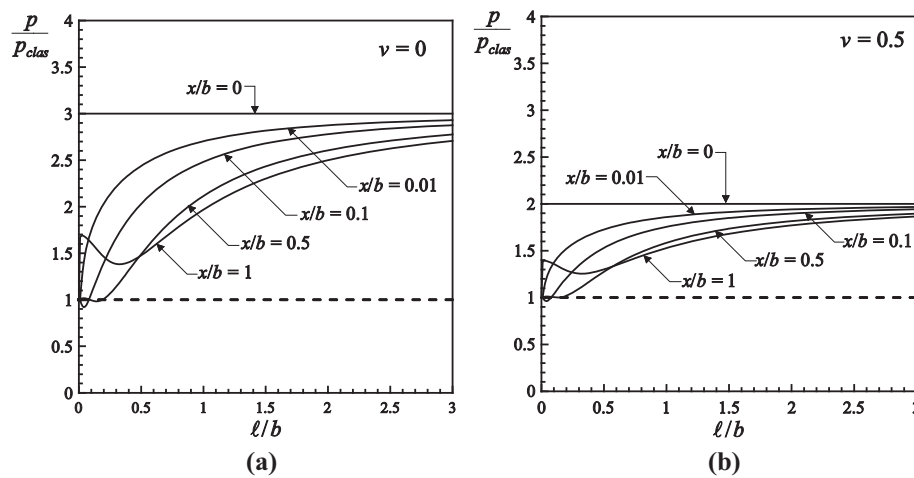 p
p_clas
4
3.5
3
2.5
2
1.5
1
0.5
0
ν = 0
x/b = 0
x/b = 0.01
x/b = 0.1
x/b = 0.5
x/b = 1
0 0.5 1 1.5 2 2.5 3
ℓ/b
(a)
p
p_clas
4
3.5
3
2.5
2
1.5
1
0.5
0
ν = 0.5
x/b = 0
x/b = 0.01
x/b = 0.1
x/b = 0.5
x/b = 1
0 0.5 1 1.5 2 2.5 3
ℓ/b
(b)